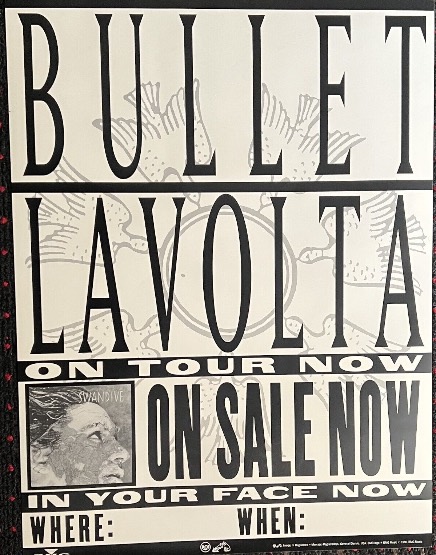 BULLET
LAVOLTA
ON TOUR NOW
SWANDIVE
ON SALE NOW
IN YOUR FACE NOW
WHERE: WHEN: